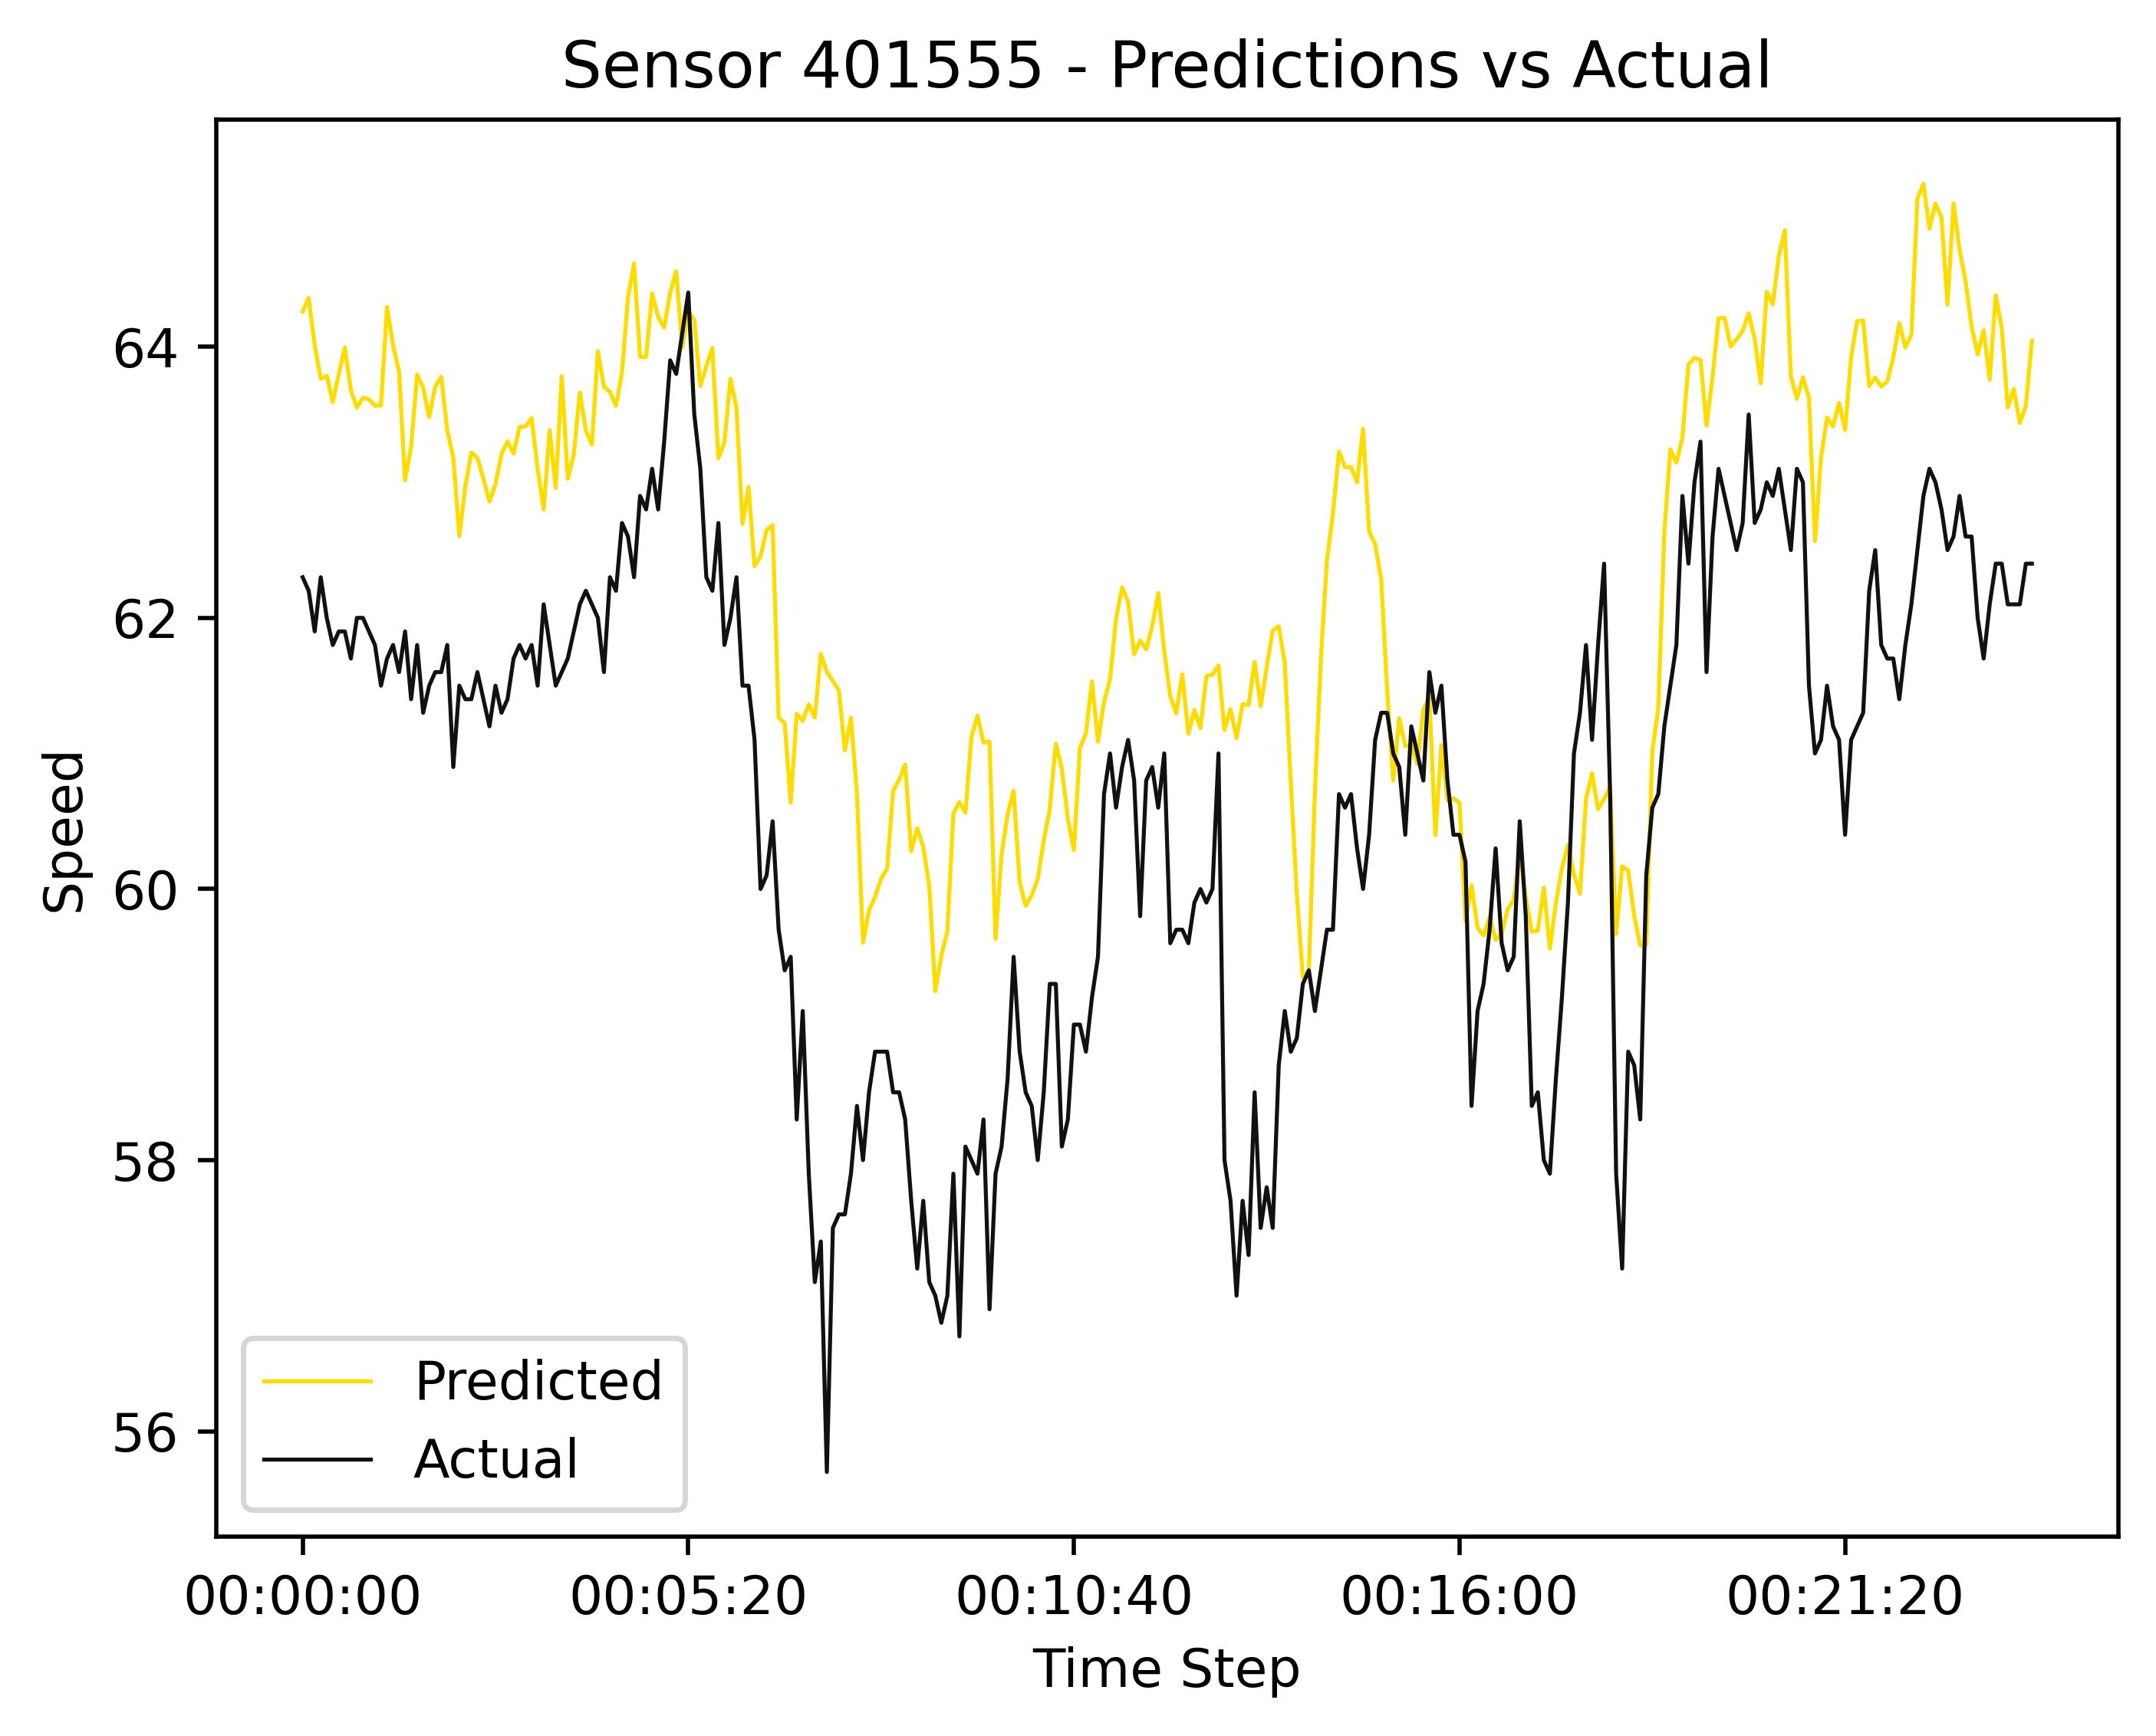 Sensor 401555 - Predictions vs Actual
Speed
64
62
60
58
56
Predicted
Actual
00:00:00 00:05:20 00:10:40 00:16:00 00:21:20
Time Step